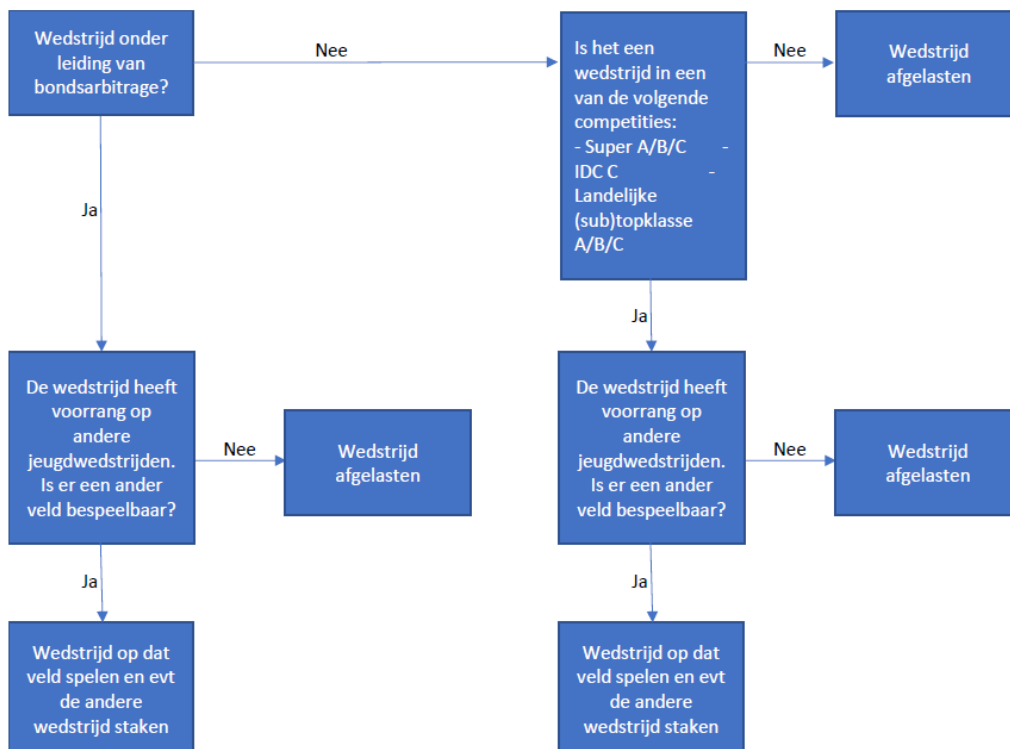 Wedstrijd onder
leiding van
bondsarbitrage?
Nee
Is het een
wedstrijd in een
van de volgende
competities:
- Super A/B/C -
IDC C -
Landelijke
(sub)topklasse
A/B/C
Nee
Wedstrijd
afgelasten
Ja
Ja
De wedstrijd heeft
voorrang op
andere
jeugdwedstrijden.
Is er een ander
veld bespeelbaar?
Nee
Wedstrijd
afgelasten
De wedstrijd heeft
voorrang op
andere
jeugdwedstrijden.
Is er een ander
veld bespeelbaar?
Nee
Wedstrijd
afgelasten
Ja
Ja
Wedstrijd op dat
veld spelen en evt
de andere
wedstrijd staken
Wedstrijd op dat
veld spelen en evt
de andere
wedstrijd staken